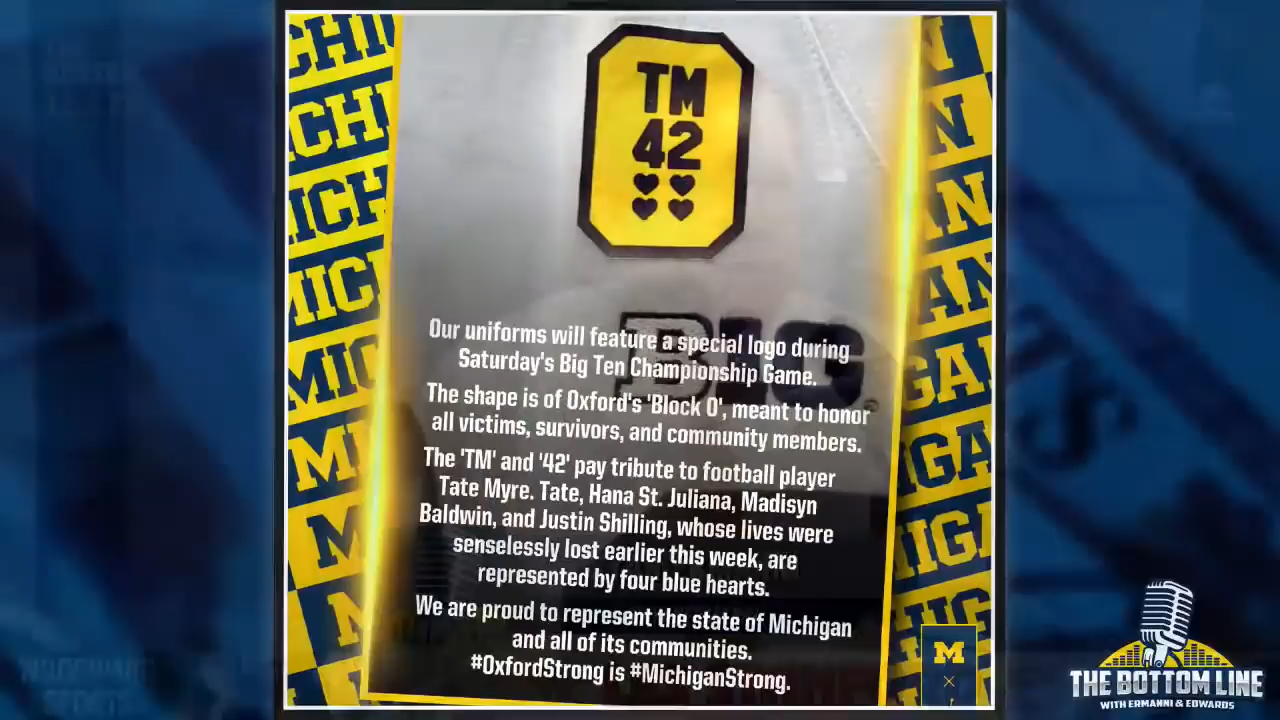 TM
42
BIG
Our uniforms will feature a special logo during
Saturday's Big Ten Championship Game.
The shape is of Oxford's 'Block O', meant to honor
all victims, survivors, and community members.
The 'TM' and '42' pay tribute to football player
Tate Myre. Tate, Hana St. Juliana, Madisyn
Baldwin, and Justin Shilling, whose lives were
senselessly lost earlier this week, are
represented by four blue hearts.
We are proud to represent the state of Michigan
and all of its communities.
#OxfordStrong is #MichiganStrong.
M
THE BOTTOM LINE
WITH ERMANNI & EDWARDS